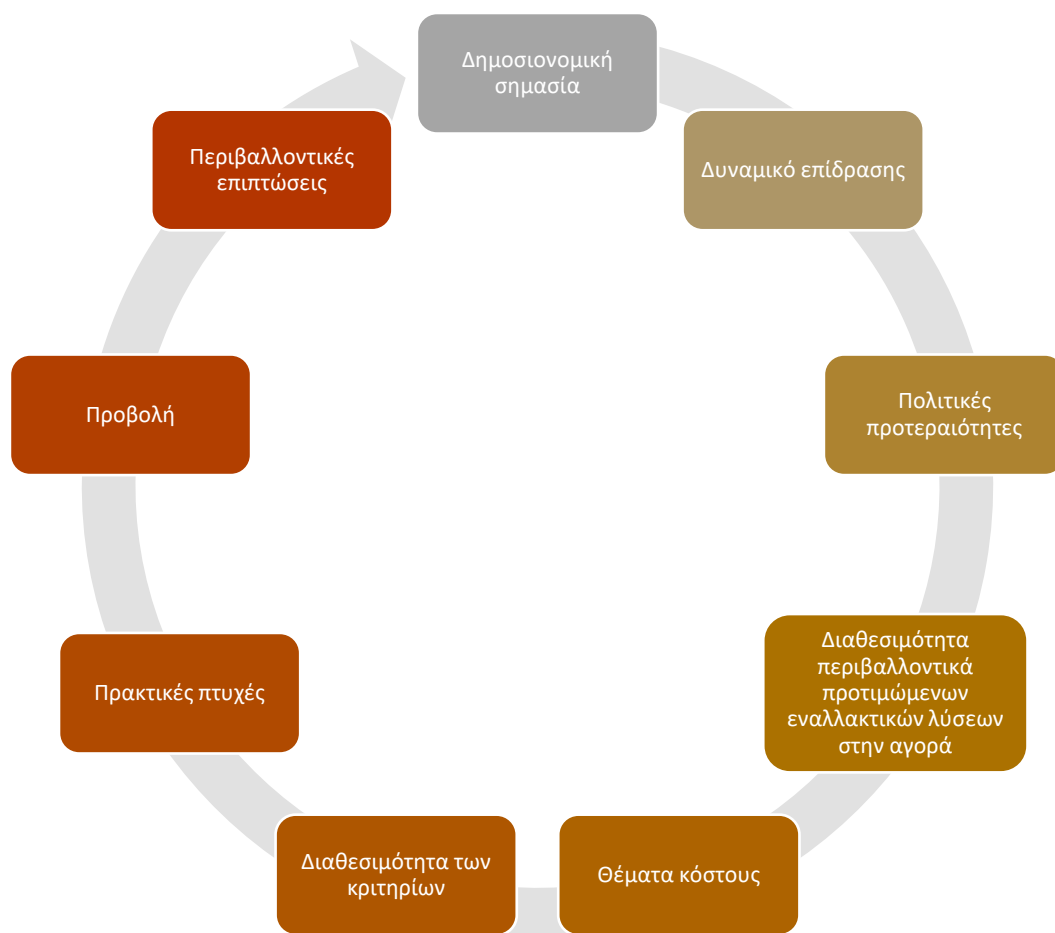 Δημοσιονομική
σημασία
Δυναμικό επίδρασης
Πολιτικές
προτεραιότητες
Διαθεσιμότητα
περιβαλλοντικά
προτιμώμενων
εναλλακτικών λύσεων
στην αγορά
Θέματα κόστους
Διαθεσιμότητα των
κριτηρίων
Πρακτικές πτυχές
Προβολή
Περιβαλλοντικές
επιπτώσεις